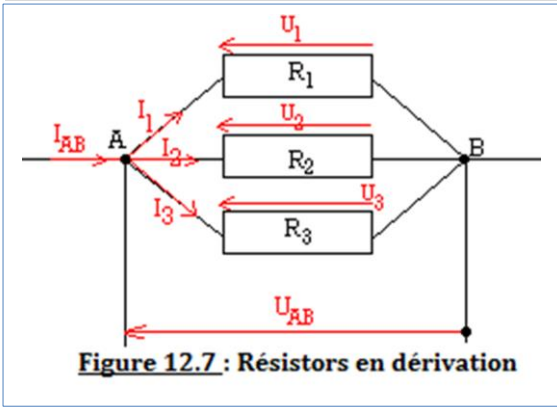 U1
R1
I1
IAB
A
U2
I2
R2
B
U3
I3
R3
UAB
Figure 12.7 : Résistors en dérivation